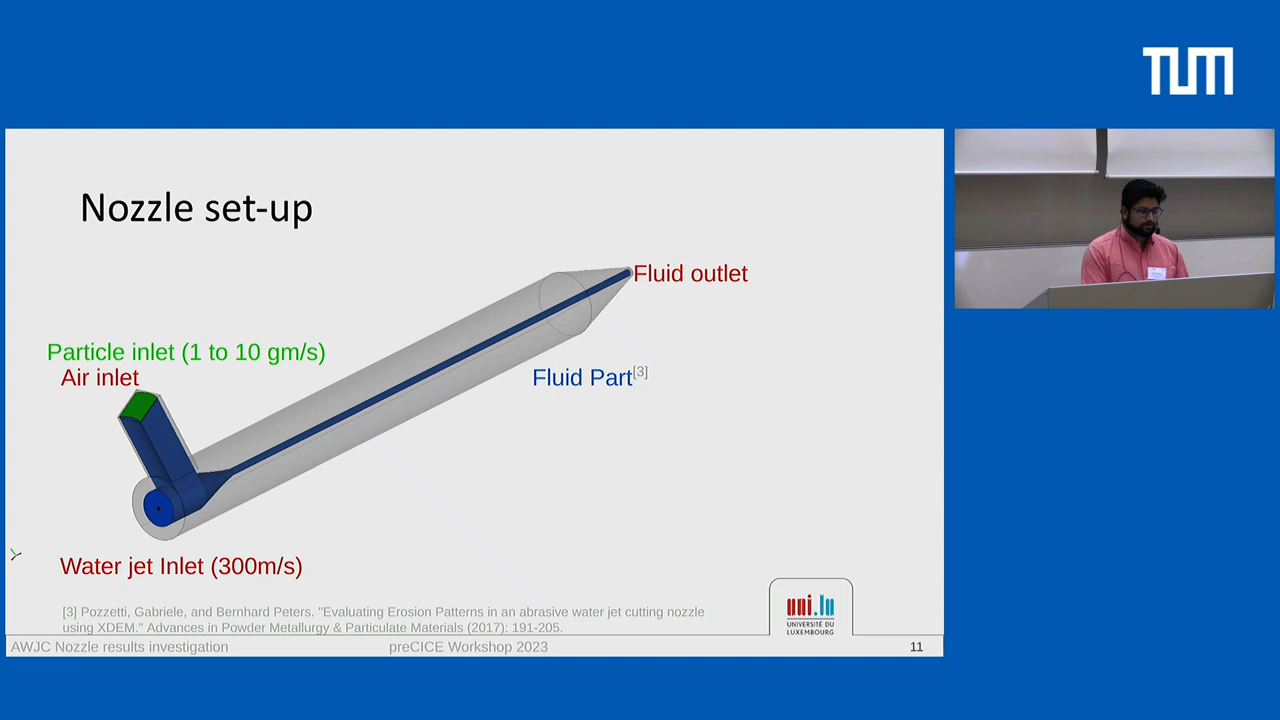 TUM
Nozzle set-up
Fluid outlet
Particle inlet (1 to 10 gm/s)
Air inlet
Fluid Part[3]
Water jet Inlet (300m/s)
[3] Pozzetti, Gabriele, and Bernhard Peters. "Evaluating Erosion Patterns in an abrasive water jet cutting nozzle
using XDEM." Advances in Powder Metallurgy & Particulate Materials (2017): 191-205.
uni.lu
UNIVERSITÉ DU
LUXEMBOURG
AWJC Nozzle results investigation
preCICE Workshop 2023
11